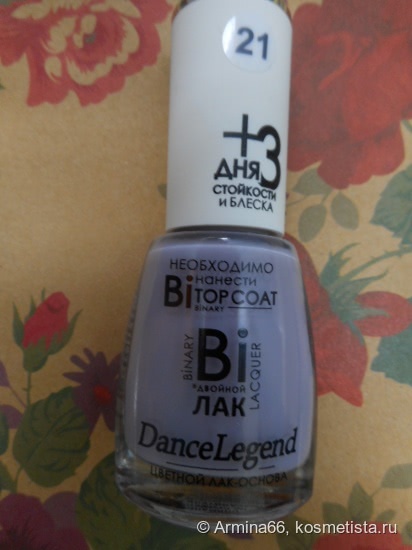 21
+3
ДНЯ
СТОЙКОСТИ
И БЛЕСКА
НЕОБХОДИМО
нанести
Bi TOP COAT
BINARY
BINARY
Bi
LACQUER
*ДВОЙНОЙ
ЛАК
DanceLegend
ЦВЕТНОЙ ЛАК-ОСНОВА
© Armina66, kosmetista.ru